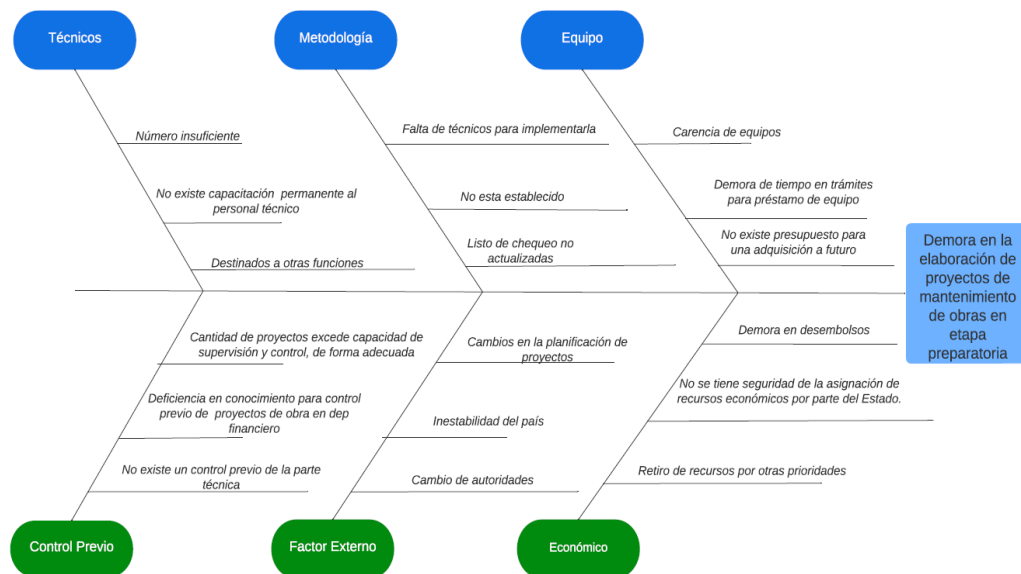 Técnicos
Metodología
Equipo
Número insuficiente
No existe capacitación permanente al
personal técnico
Destinados a otras funciones
Falta de técnicos para implementarla
No esta establecido
Listo de chequeo no
actualizadas
Carencia de equipos
Demora de tiempo en trámites
para préstamo de equipo
No existe presupuesto para
una adquisición a futuro
Demora en la
elaboración de
proyectos de
mantenimiento
de obras en
etapa
preparatoria
Cantidad de proyectos excede capacidad de
supervisión y control, de forma adecuada
Deficiencia en conocimiento para control
previo de proyectos de obra en dep
financiero
No existe un control previo de la parte
técnica
Cambios en la planificación de
proyectos
Inestabilidad del país
Cambio de autoridades
Demora en desembolsos
No se tiene seguridad de la asignación de
recursos económicos por parte del Estado.
Retiro de recursos por otras prioridades
Control Previo
Factor Externo
Económico